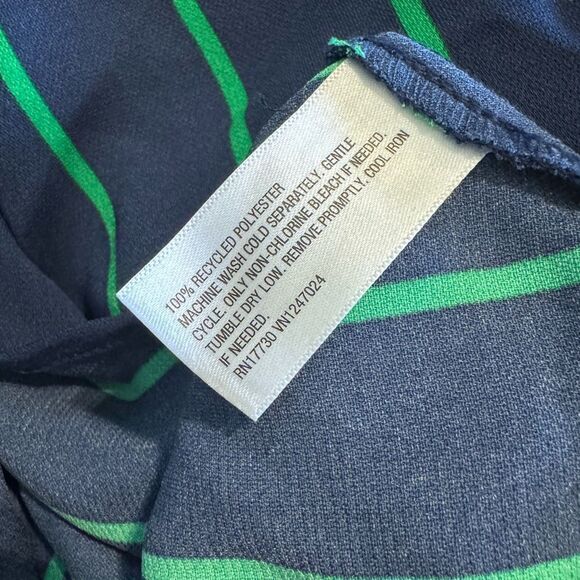 100% RECYCLED POLYESTER
MACHINE WASH COLD SEPARATELY. GENTLE
CYCLE. ONLY NON-CHLORINE BLEACH IF NEEDED.
TUMBLE DRY LOW. REMOVE PROMPTLY. COOL IRON
IF NEEDED.
RN17730 VN1247024